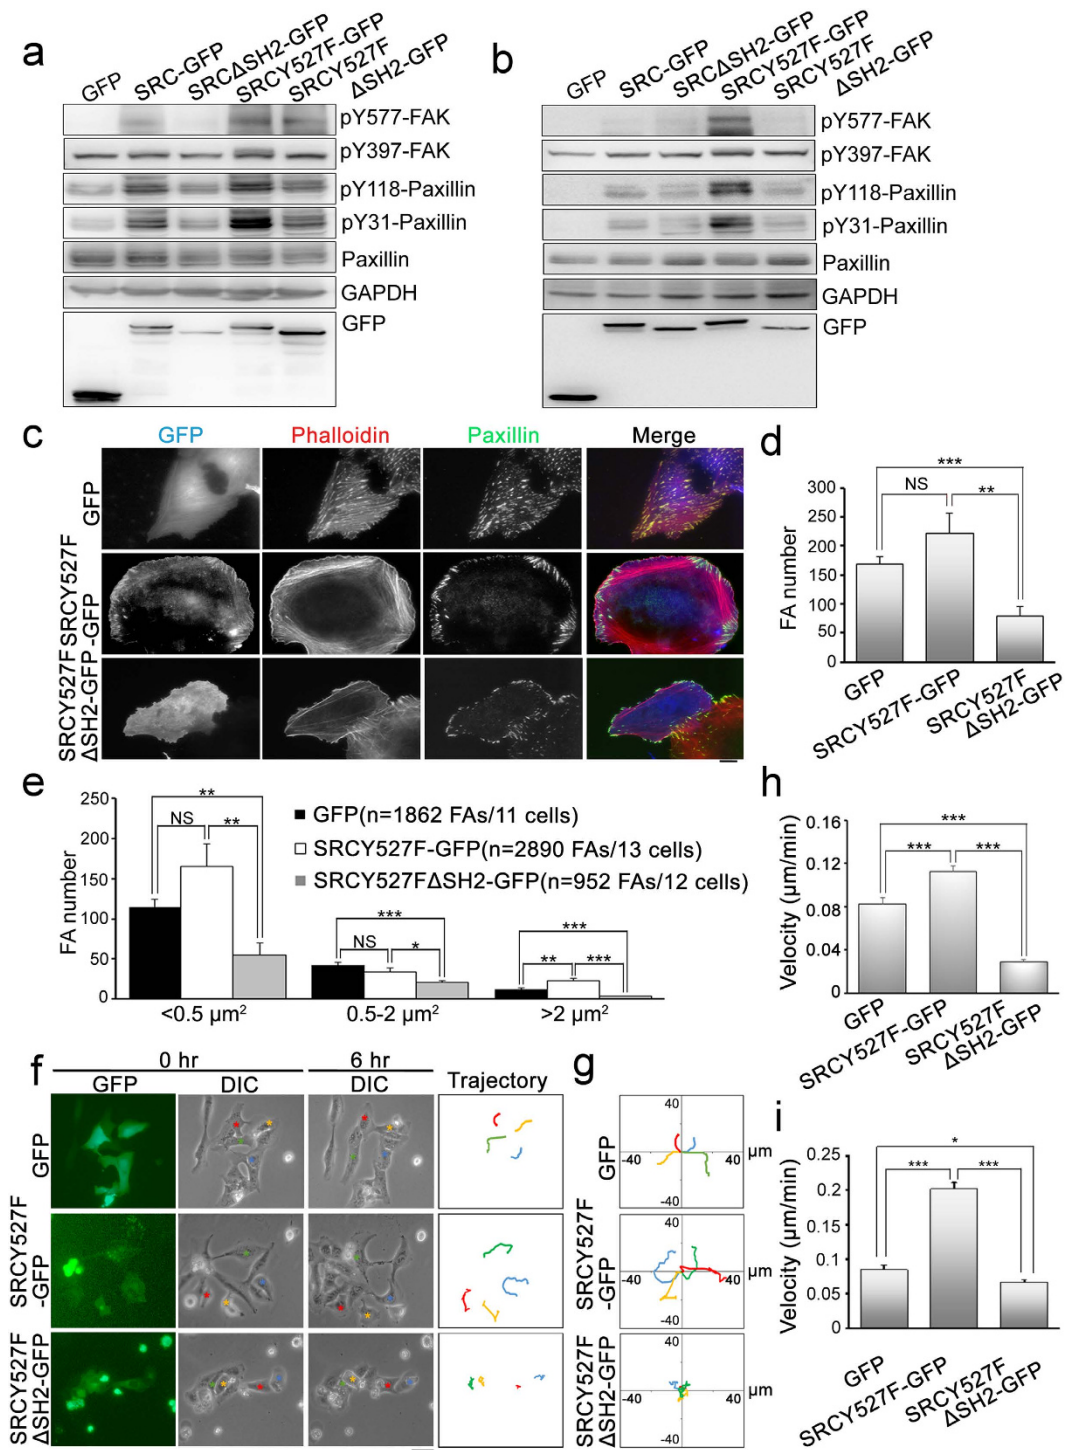 a
GFP
SRC-GFP
SRCΔSH2-GFP
SRCY527F-GFP
SRCY527F
ΔSH2-GFP
pY577-FAK
pY397-FAK
pY118-Paxillin
pY31-Paxillin
Paxillin
GAPDH
GFP
b
GFP
SRC-GFP
SRCΔSH2-GFP
SRCY527F-GFP
SRCY527F
ΔSH2-GFP
pY577-FAK
pY397-FAK
pY118-Paxillin
pY31-Paxillin
Paxillin
GAPDH
GFP
c
GFP Phalloidin Paxillin Merge
GFP
SRCY527F
-GFP
SRCY527F
ΔSH2-GFP
d
FA number
300
250
200
150
100
50
0
NS
***
**
GFP
SRCY527F-GFP
SRCY527F
ΔSH2-GFP
e
FA number
250
200
150
100
50
0
**
NS **
***
NS *
***
** ***
GFP(n=1862 FAs/11 cells)
SRCY527F-GFP(n=2890 FAs/13 cells)
SRCY527FΔSH2-GFP(n=952 FAs/12 cells)
<0.5 µm²
0.5-2 µm²
>2 µm²
h
Velocity (µm/min)
0.16
0.12
0.08
0.04
0
***
*** ***
GFP
SRCY527F-GFP
SRCY527F
ΔSH2-GFP
f
0 hr 6 hr
GFP DIC DIC Trajectory
GFP
SRCY527F
-GFP
SRCY527F
ΔSH2-GFP
g
GFP
40
-40 40 µm
-40
SRCY527F
-GFP
40
-40 40 µm
-40
SRCY527F
ΔSH2-GFP
40
-40 40 µm
-40
i
Velocity (µm/min)
0.2
0.15
0.1
0.05
0
*
*** ***
GFP
SRCY527F-GFP
SRCY527F
ΔSH2-GFP